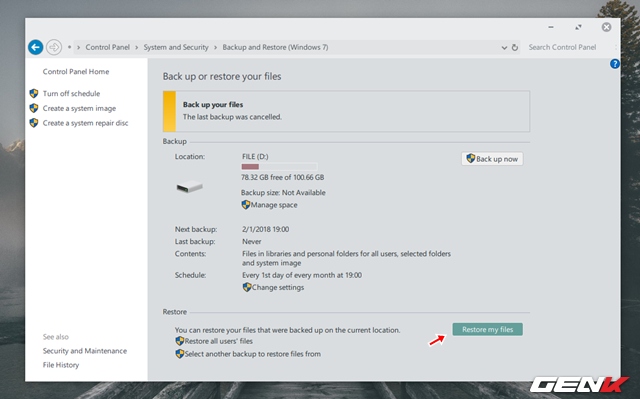 Control Panel
System and Security
Backup and Restore (Windows 7)
Search Control Panel
Control Panel Home
Turn off schedule
Create a system image
Create a system repair disc
See also
Security and Maintenance
File History
Back up or restore your files
Back up your files
The last backup was cancelled.
Backup
Location:
FILE (D:)
78.32 GB free of 100.66 GB
Backup size: Not Available
Manage space
Back up now
Next backup:
2/1/2018 19:00
Last backup:
Never
Contents:
Files in libraries and personal folders for all users, selected folders
and system image
Schedule:
Every 1st day of every month at 19:00
Change settings
Restore
You can restore your files that were backed up on the current location.
Restore my files
Restore all users' files
Select another backup to restore files from
GENK